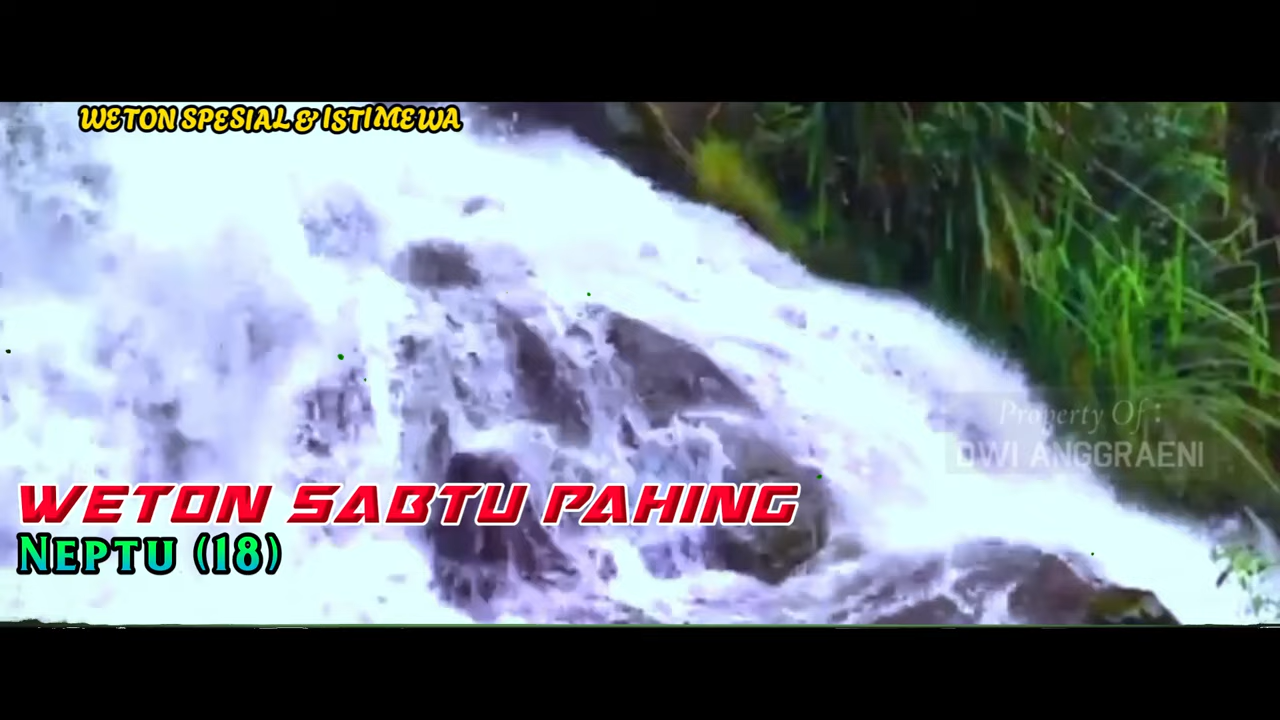 WETON SPESIAL & ISTIMEWA
Property Of :
DWI ANGGRAENI
WETON SABTU PAHING
NEPTU (18)